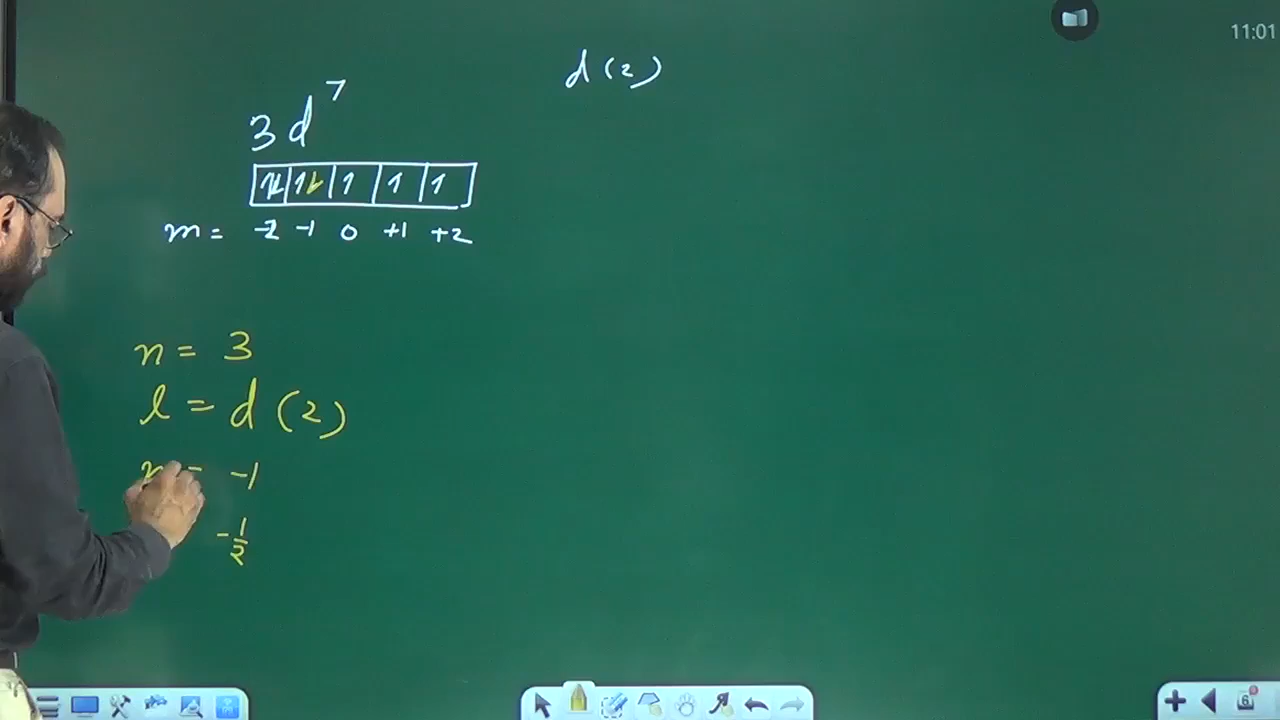 11:01
d (2)
3d⁷
1⇂ 1⇂ 1 1 1
m = -2 -1 0 +1 +2
n = 3
l = d (2)
= -1
-1/2